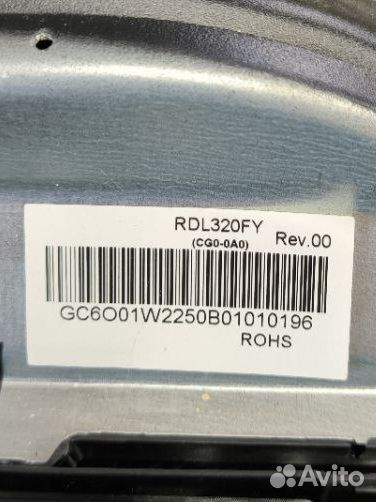 RDL320FY
(CG0-0A0) Rev.00
GC6O01W2250B01010196
ROHS
Avito